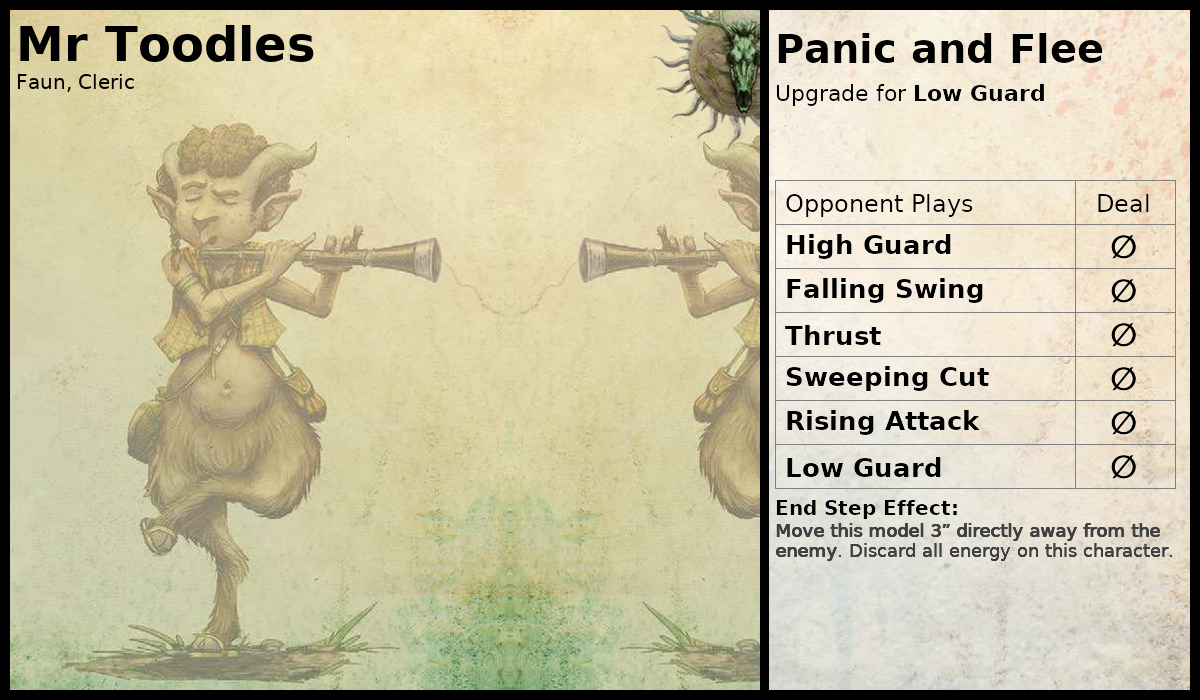 Mr Toodles
Faun, Cleric
Panic and Flee
Upgrade for Low Guard
Opponent Plays Deal
High Guard ∅
Falling Swing ∅
Thrust ∅
Sweeping Cut ∅
Rising Attack ∅
Low Guard ∅
End Step Effect:
Move this model 3” directly away from the
enemy. Discard all energy on this character.